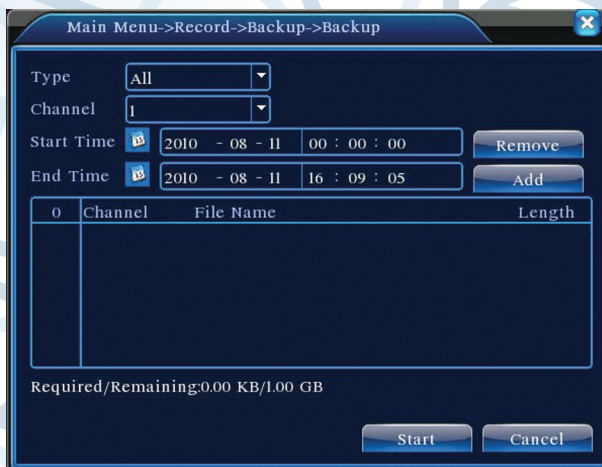 Main Menu->Record->Backup->Backup
Type All
Channel 1
Start Time 2010 - 08 - 11 00 : 00 : 00 Remove
End Time 2010 - 08 - 11 16 : 09 : 05 Add
0 Channel File Name Length
Required/Remaining:0.00 KB/1.00 GB
Start Cancel